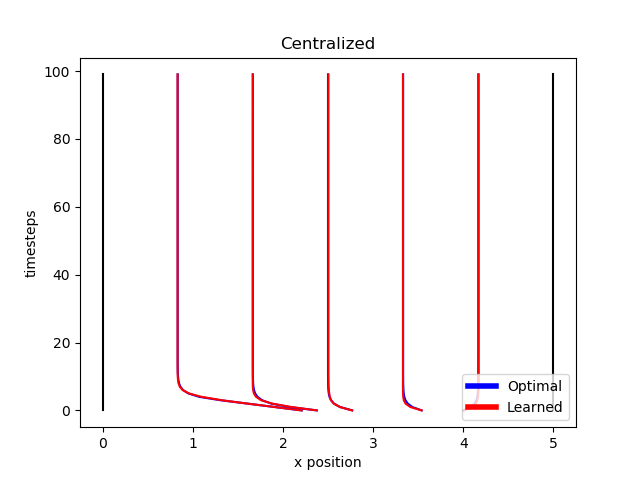 Centralized
100
80
60
40
20
0
timesteps
0 1 2 3 4 5
x position
Optimal
Learned